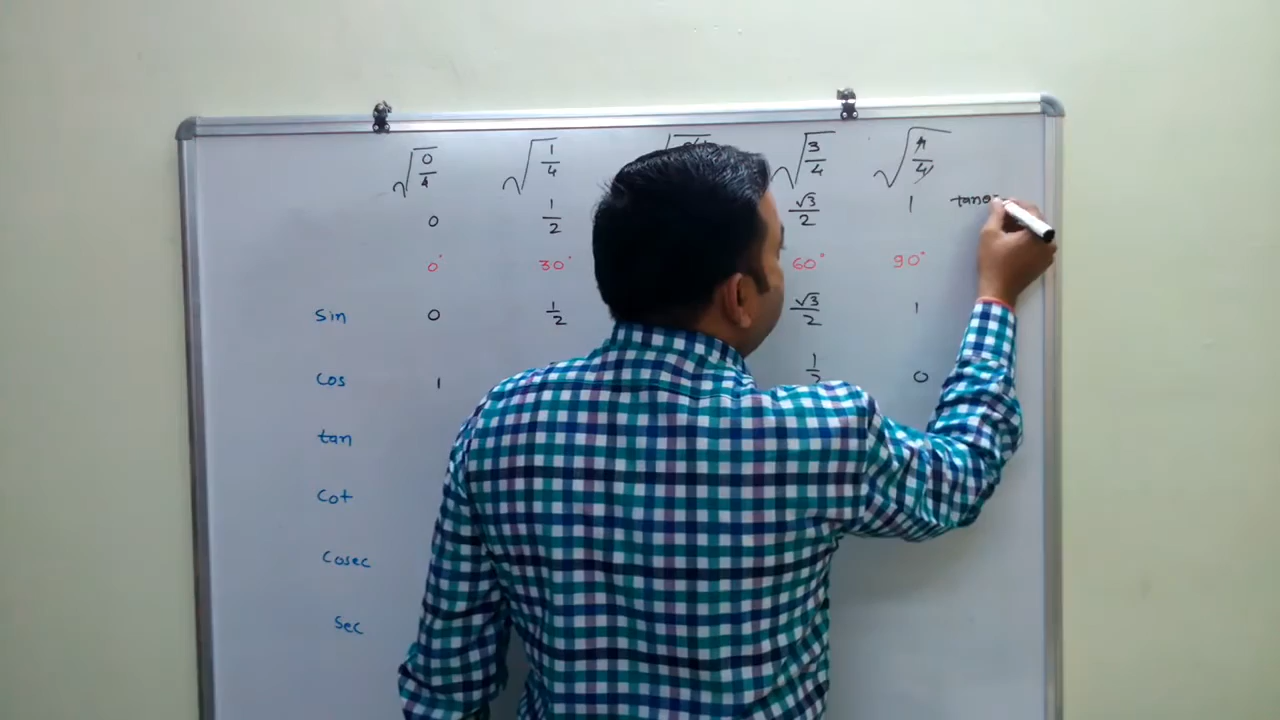 √0/4 √1/4 √3/4 √4/4
0 1/2 √3/2 1 tanθ
0° 30° 60° 90°
Sin 0 1/2 √3/2 1
Cos 1 1/2 0
tan
Cot
Cosec
Sec